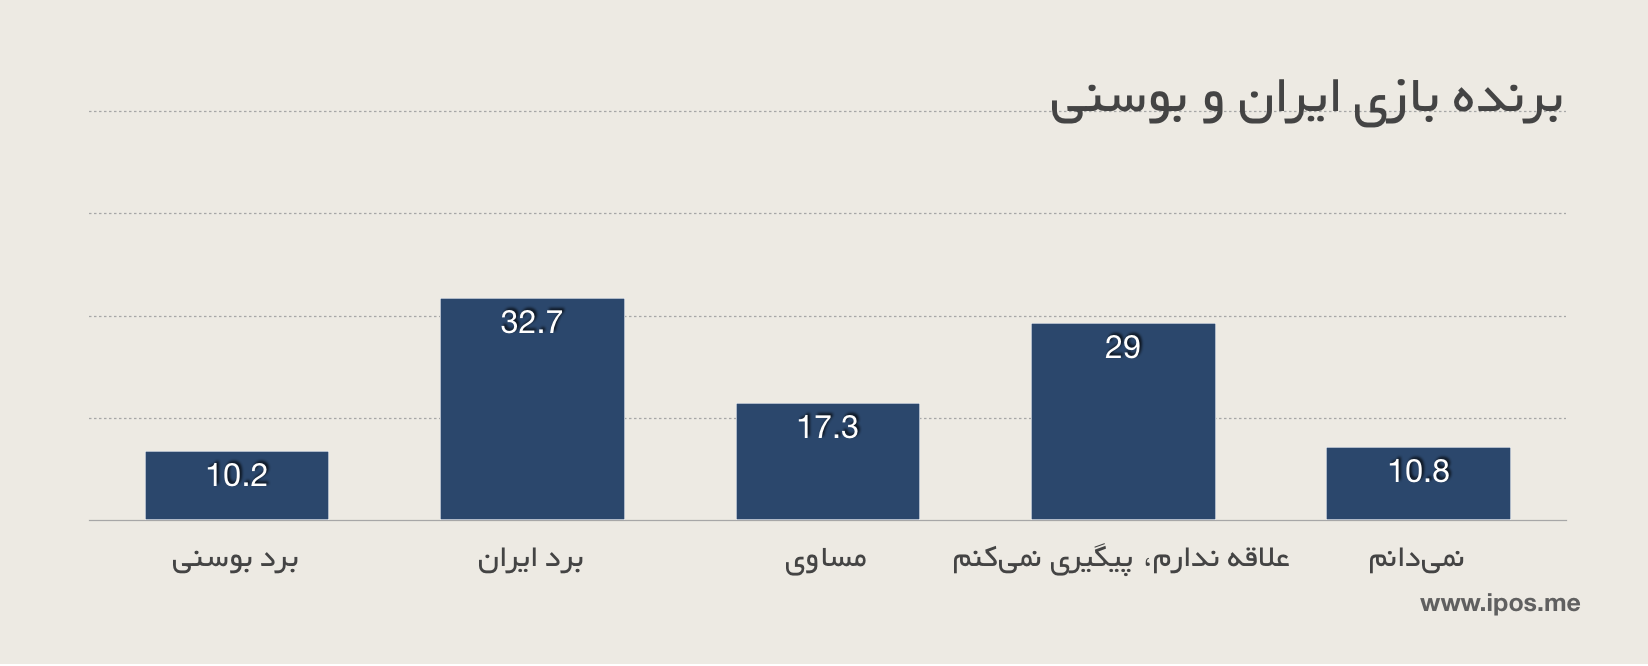 برنده بازی ایران و بوسنی
32.7
29
17.3
10.2
10.8
برد بوسنی
برد ایران
مساوی
علاقه ندارم، پیگیری نمی‌کنم
نمی‌دانم
www.ipos.me